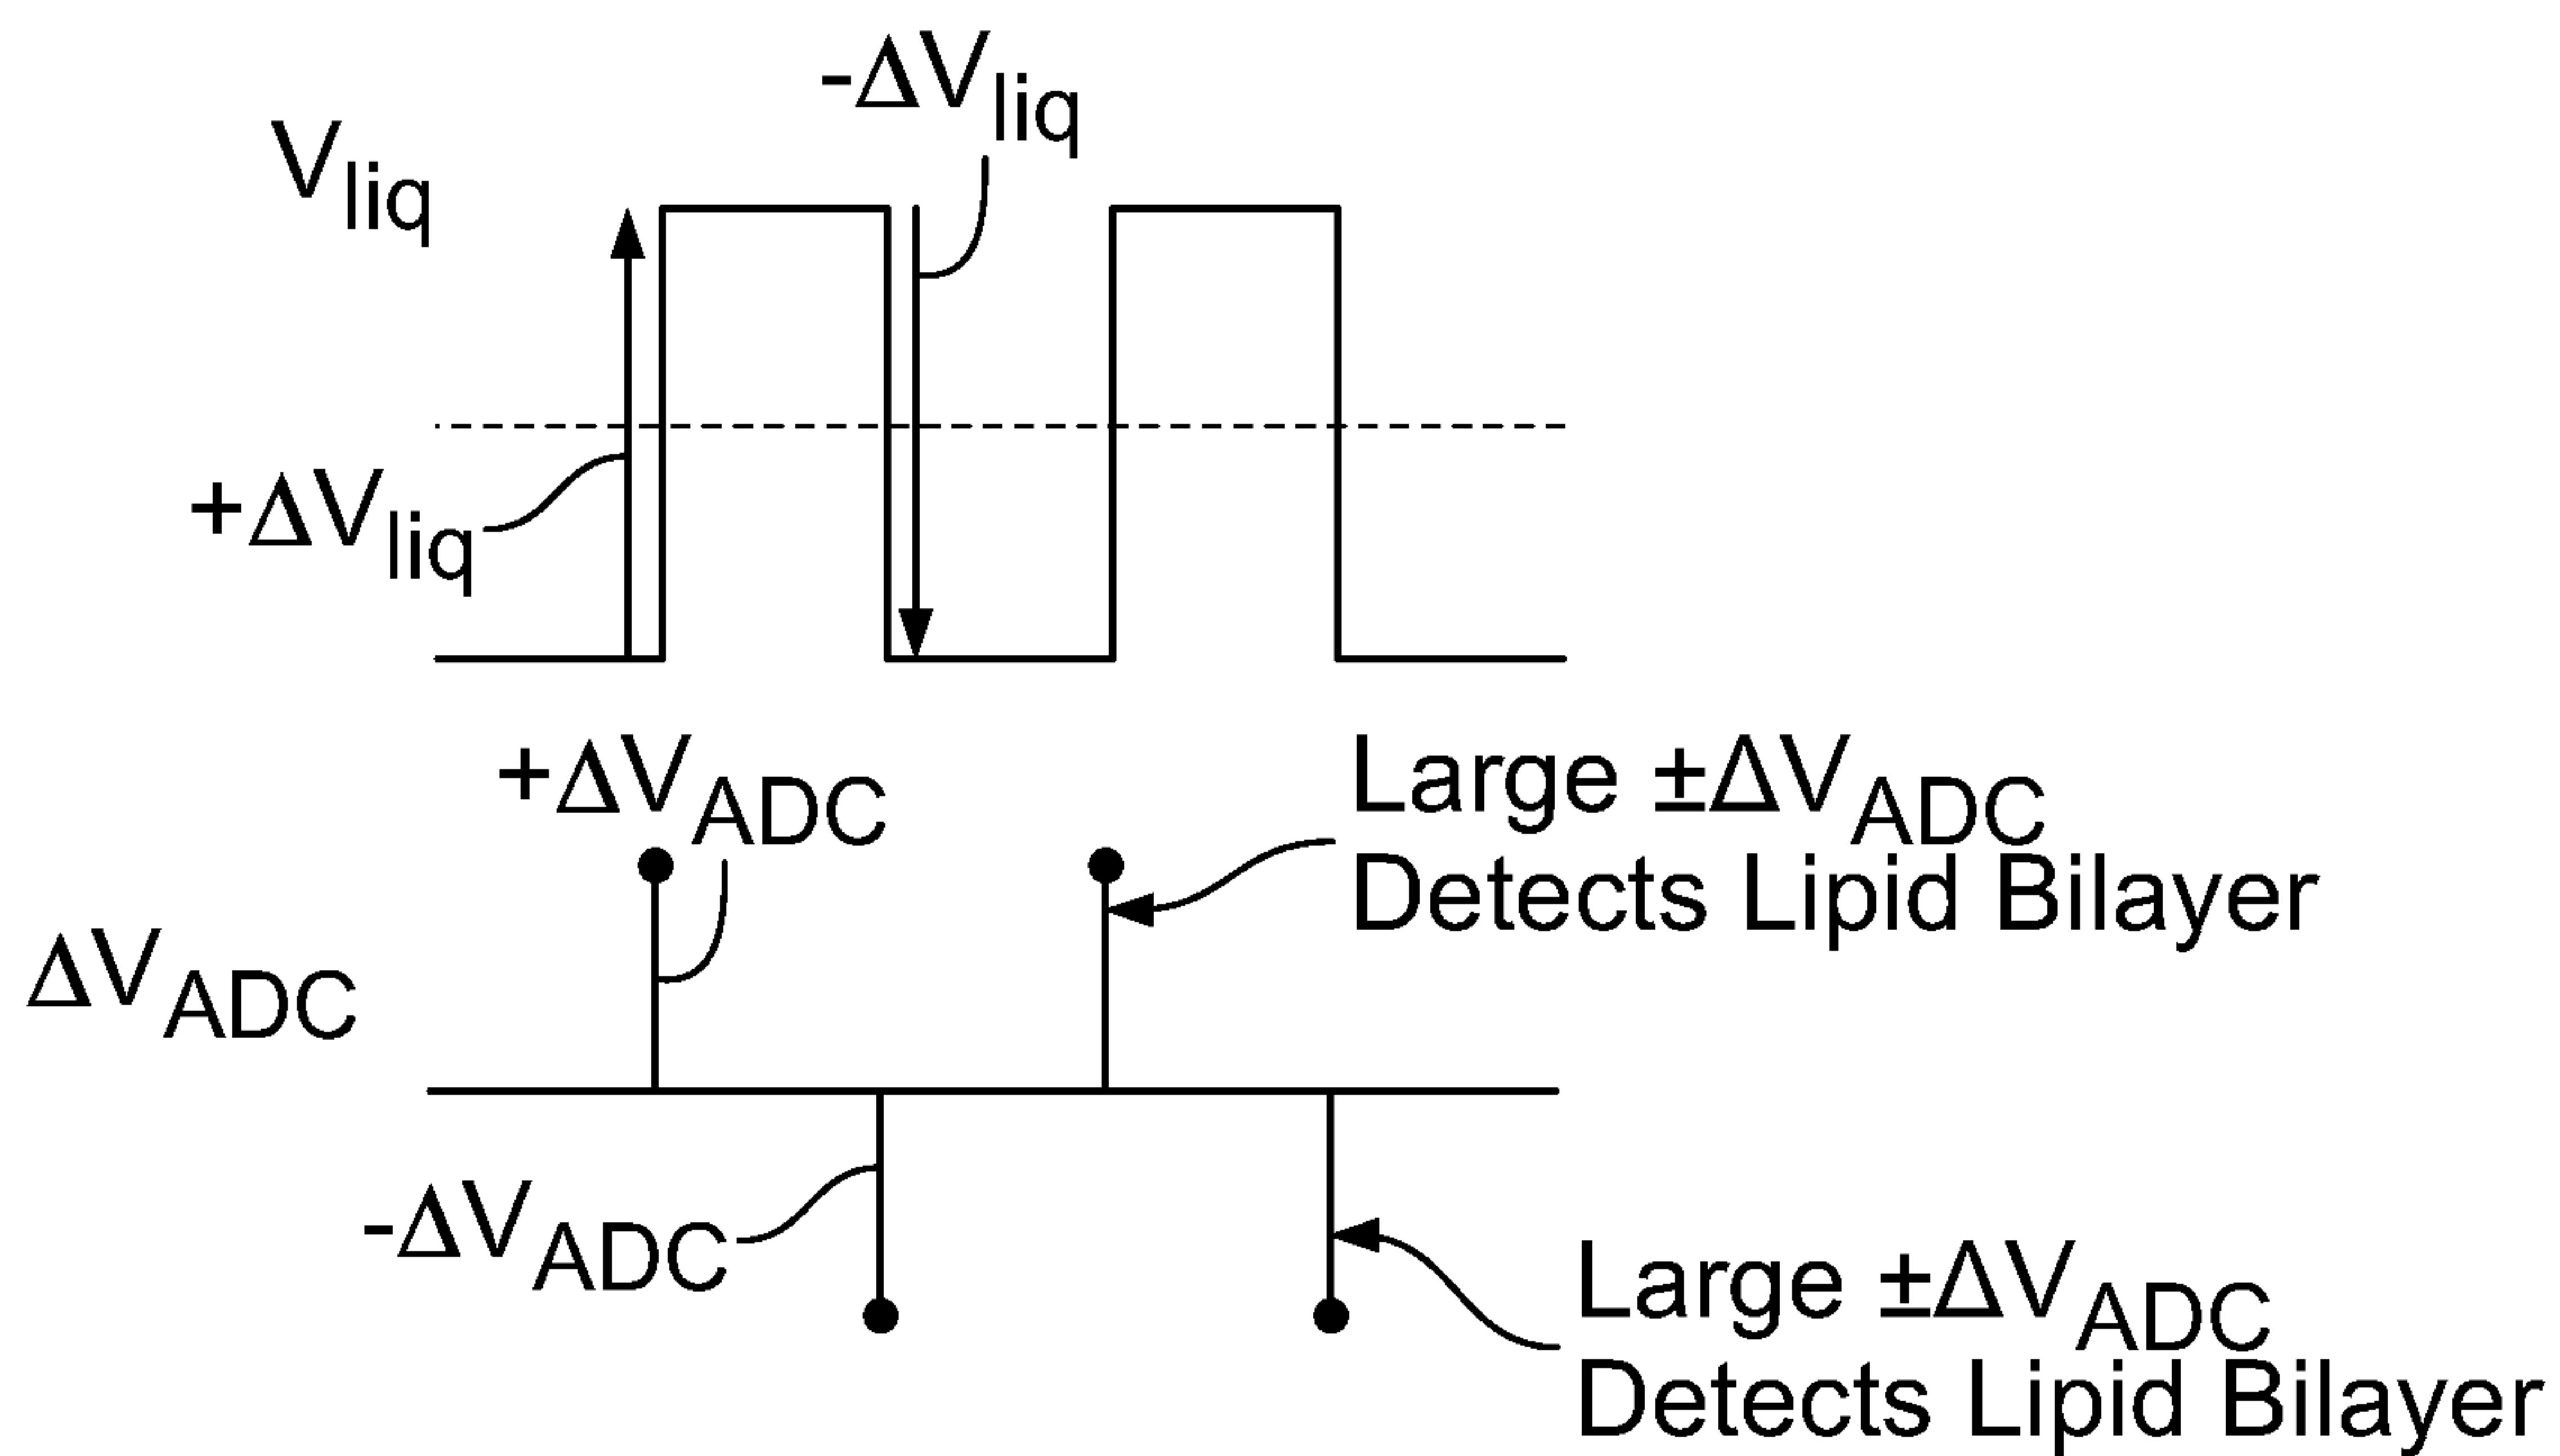 -ΔVliq
Vliq
+ΔVliq
+ΔVADC
Large ±ΔVADC
Detects Lipid Bilayer
ΔVADC
-ΔVADC
Large ±ΔVADC
Detects Lipid Bilayer